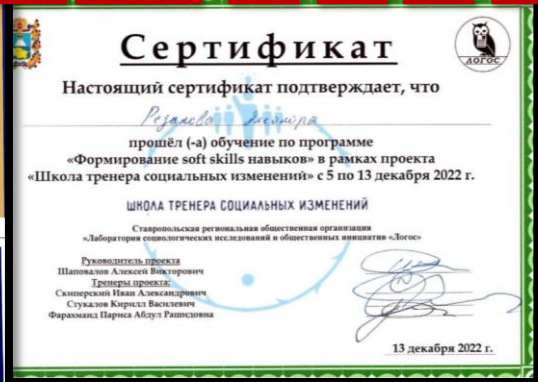 Сертификат
ЛОГОС
Настоящий сертификат подтверждает, что
прошёл (-а) обучение по программе
«Формирование soft skills навыков» в рамках проекта
«Школа тренера социальных изменений» с 5 по 13 декабря 2022 г.
ШКОЛА ТРЕНЕРА СОЦИАЛЬНЫХ ИЗМЕНЕНИЙ
Ставропольская региональная общественная организация
«Лаборатория социологических исследований и общественных инициатив «Логос»
Руководитель проекта
Шаповалов Алексей Викторович
Тренеры проекта:
Скиперский Иван Александрович
Стукалов Кирилл Василевич
Фарахманд Париса Абдул Рашидовна
13 декабря 2022 г.